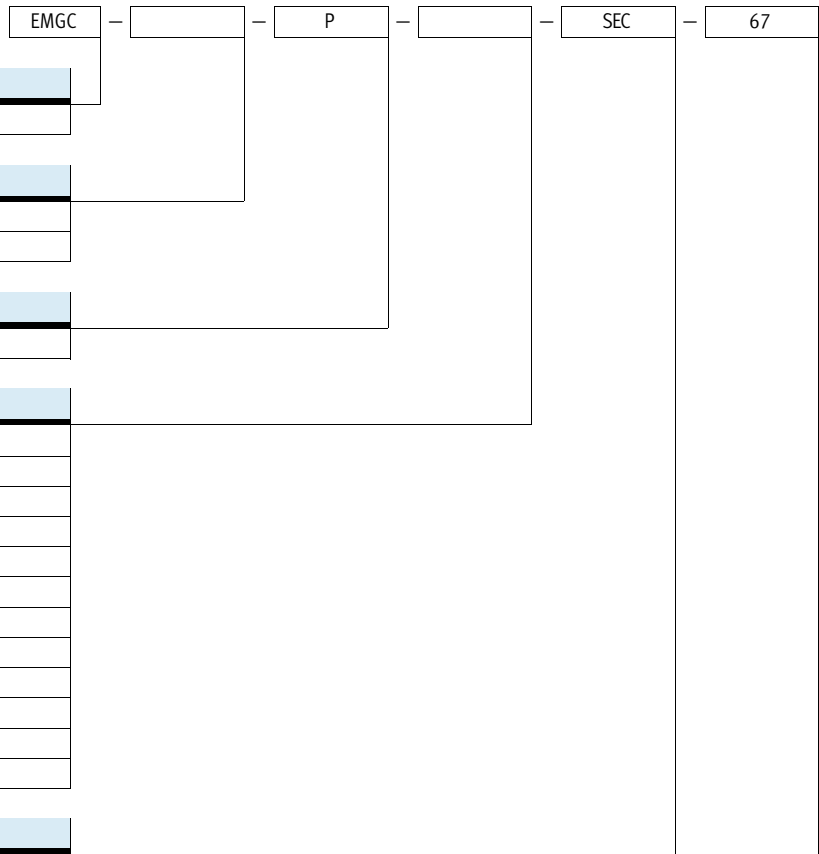 EMGC – – P – – SEC – 67